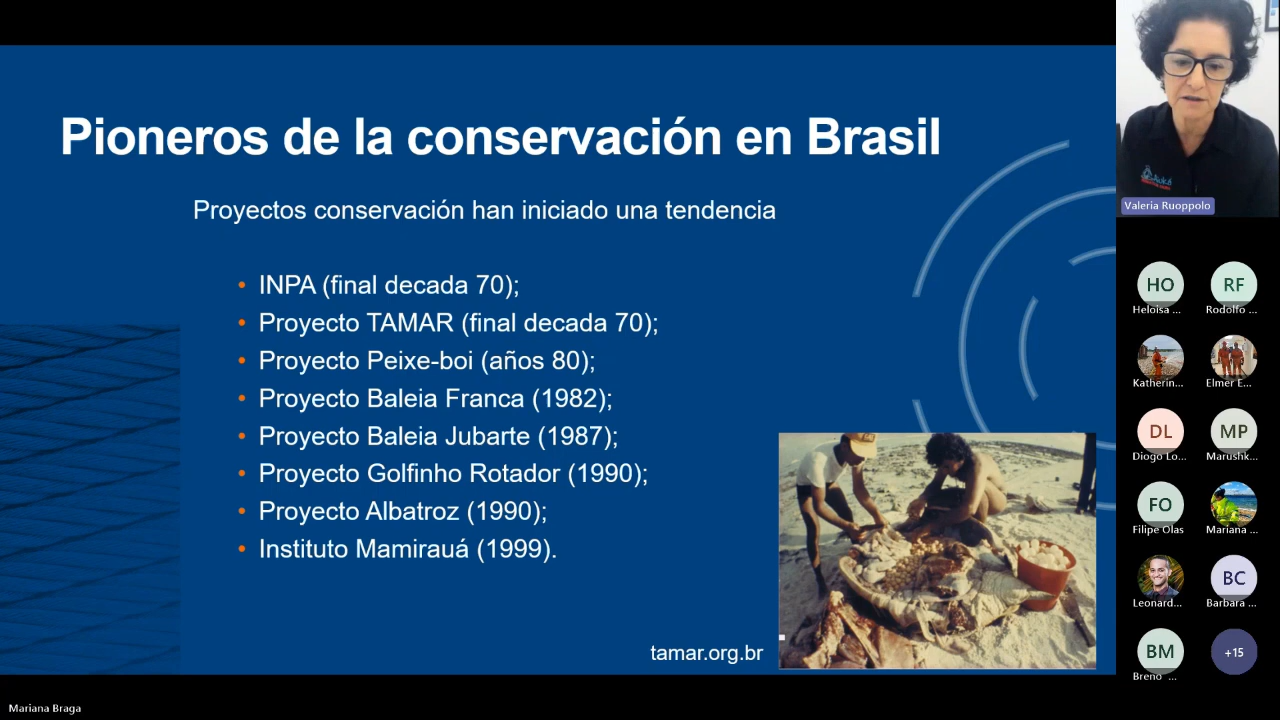 Pioneros de la conservación en Brasil
Proyectos conservación han iniciado una tendencia
• INPA (final decada 70);
• Proyecto TAMAR (final decada 70);
• Proyecto Peixe-boi (años 80);
• Proyecto Baleia Franca (1982);
• Proyecto Baleia Jubarte (1987);
• Proyecto Golfinho Rotador (1990);
• Proyecto Albatroz (1990);
• Instituto Mamirauá (1999).
tamar.org.br
Valeria Ruoppolo
HO
RF
Heloisa ...
Rodolfo ...
Katherin...
Elmer E...
DL
MP
Diogo Lo...
Marushk...
FO
Filipe Olas
Mariana ...
Leonard...
BC
Barbara ...
BM
+15
Breno ...
Mariana Braga